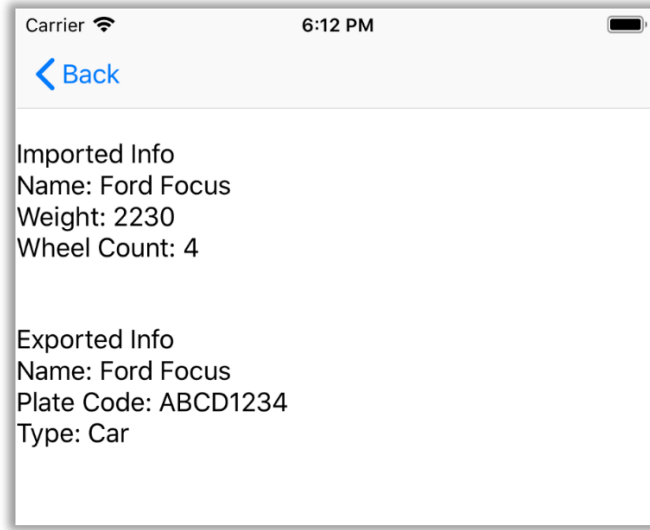 Carrier 6:12 PM
Back
Imported Info
Name: Ford Focus
Weight: 2230
Wheel Count: 4
Exported Info
Name: Ford Focus
Plate Code: ABCD1234
Type: Car